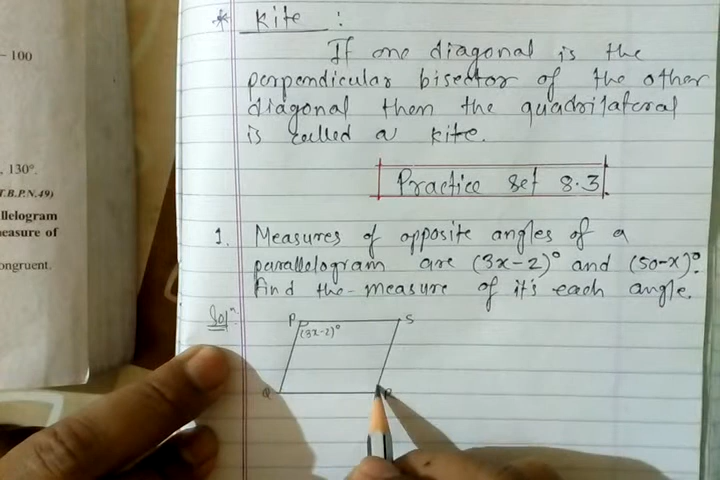 - 100
, 130°.
T.B.P.N.49)
llelogram
easure of
ongruent.
* Kite :
If one diagonal is the
perpendicular bisector of the other
diagonal then the quadrilateral
is called a kite.
Practice Set 8.3
1. Measures of opposite angles of a
parallelogram are (3x-2)° and (50-x)°.
find the measure of it's each angle.
Solⁿ
P S
(3x-2)°
Q R